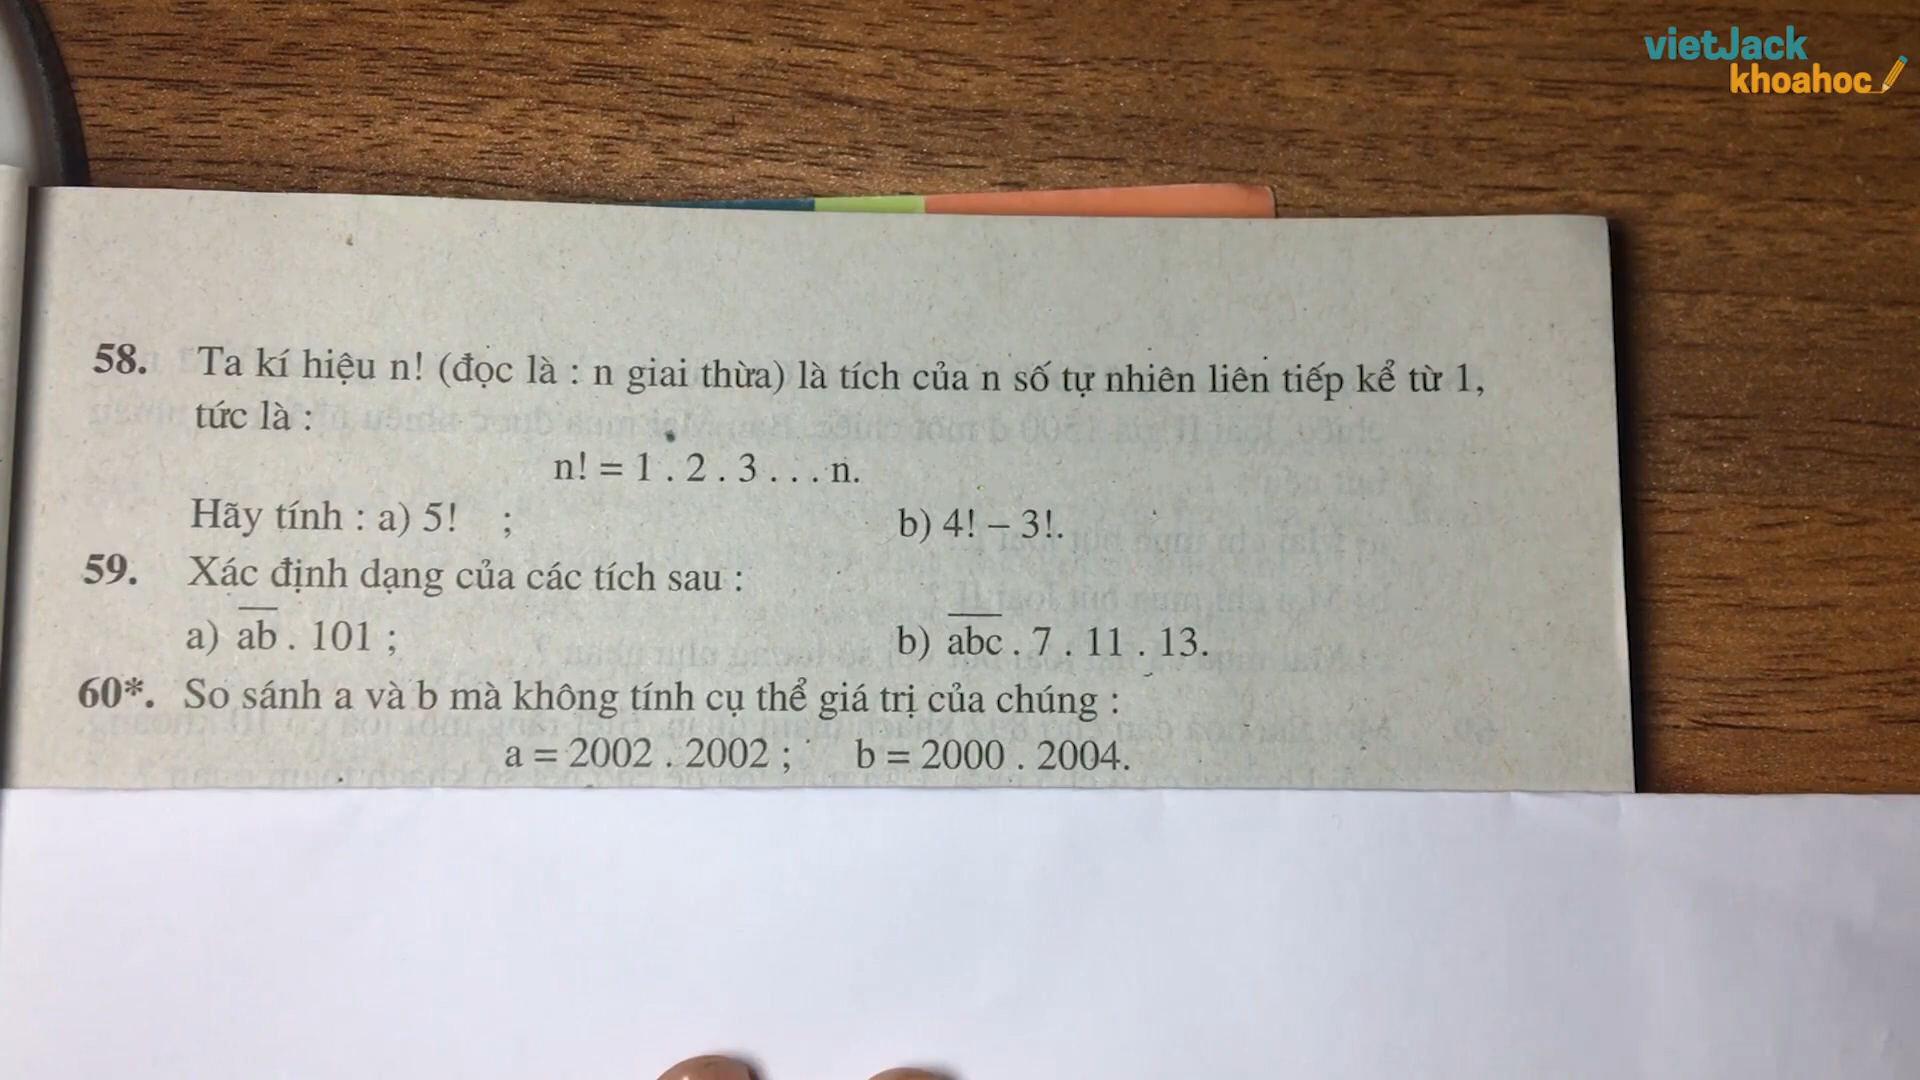 vietJack
khoahoc
58. Ta kí hiệu n! (đọc là : n giai thừa) là tích của n số tự nhiên liên tiếp kể từ 1,
tức là :
n! = 1 . 2 . 3 . . . n.
Hãy tính : a) 5! ; b) 4! – 3!.
59. Xác định dạng của các tích sau :
a) a̅b̅ . 101 ; b) a̅b̅c̅ . 7 . 11 . 13.
60*. So sánh a và b mà không tính cụ thể giá trị của chúng :
a = 2002 . 2002 ; b = 2000 . 2004.